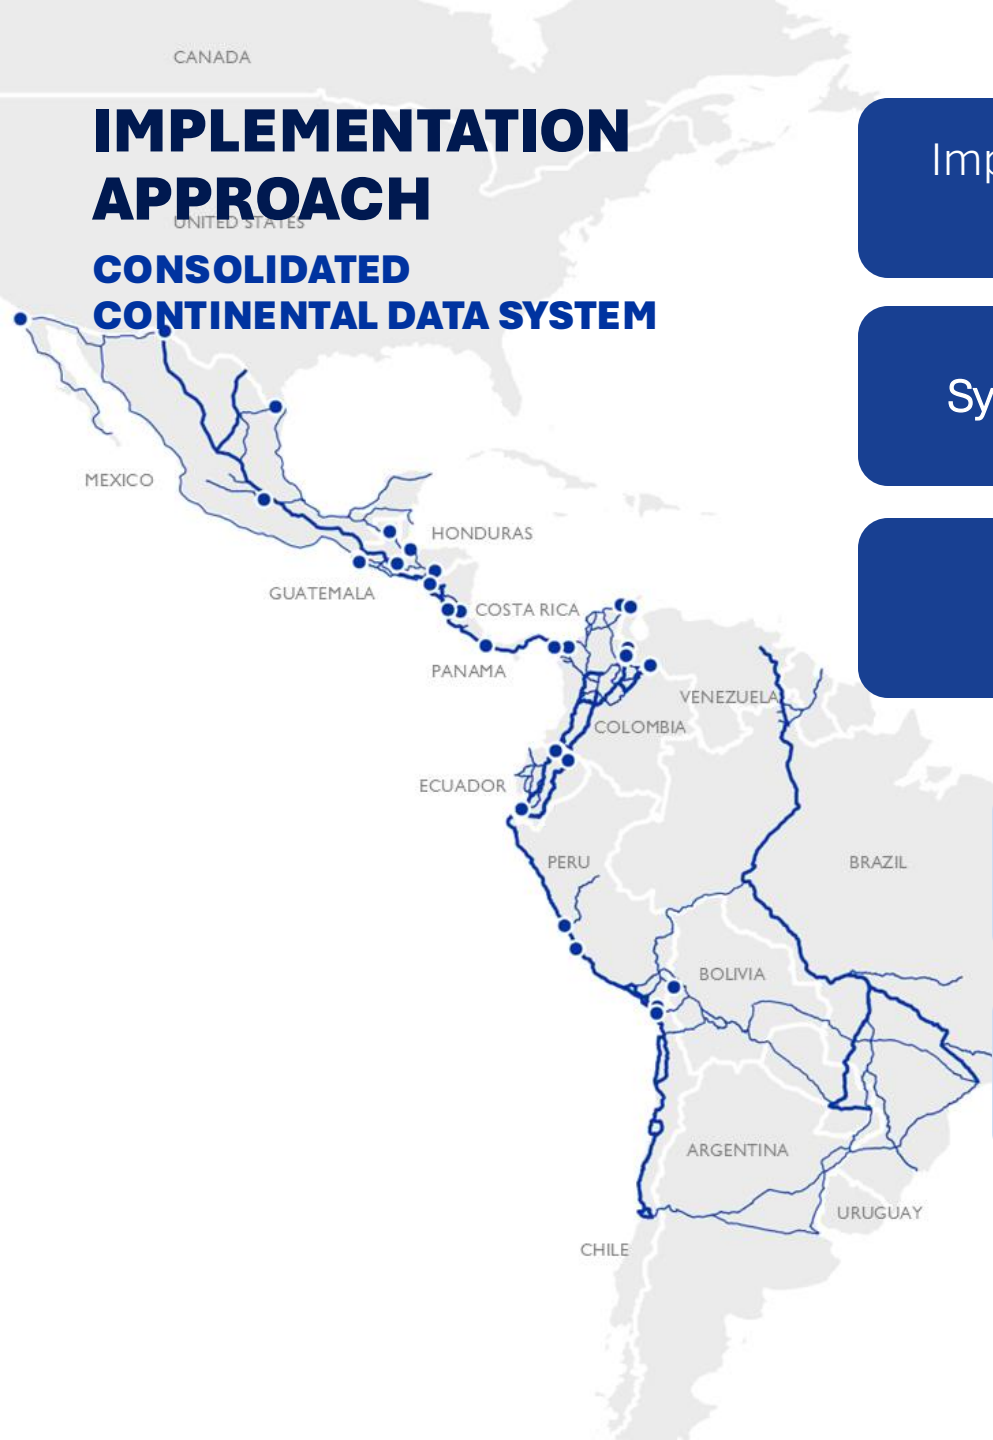 CANADA
IMPLEMENTATION
APPROACH
UNITED STATES
CONSOLIDATED
CONTINENTAL DATA SYSTEM
Imp
Sy
MEXICO
HONDURAS
GUATEMALA
COSTA RICA
PANAMA
VENEZUELA
COLOMBIA
ECUADOR
PERU
BRAZIL
BOLIVIA
ARGENTINA
URUGUAY
CHILE